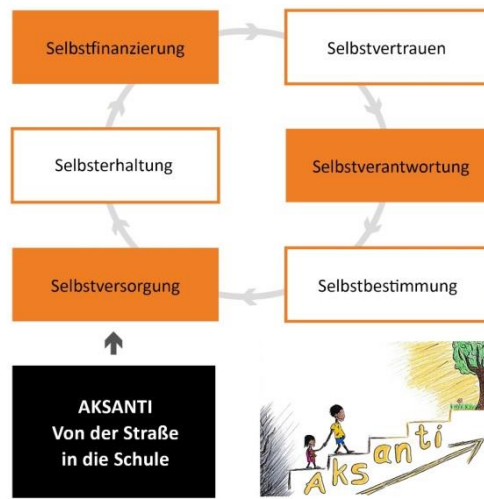 Selbstfinanzierung
Selbstvertrauen
Selbsterhaltung
Selbstverantwortung
Selbstversorgung
Selbstbestimmung
AKSANTI
Von der Straße
in die Schule
Aksanti